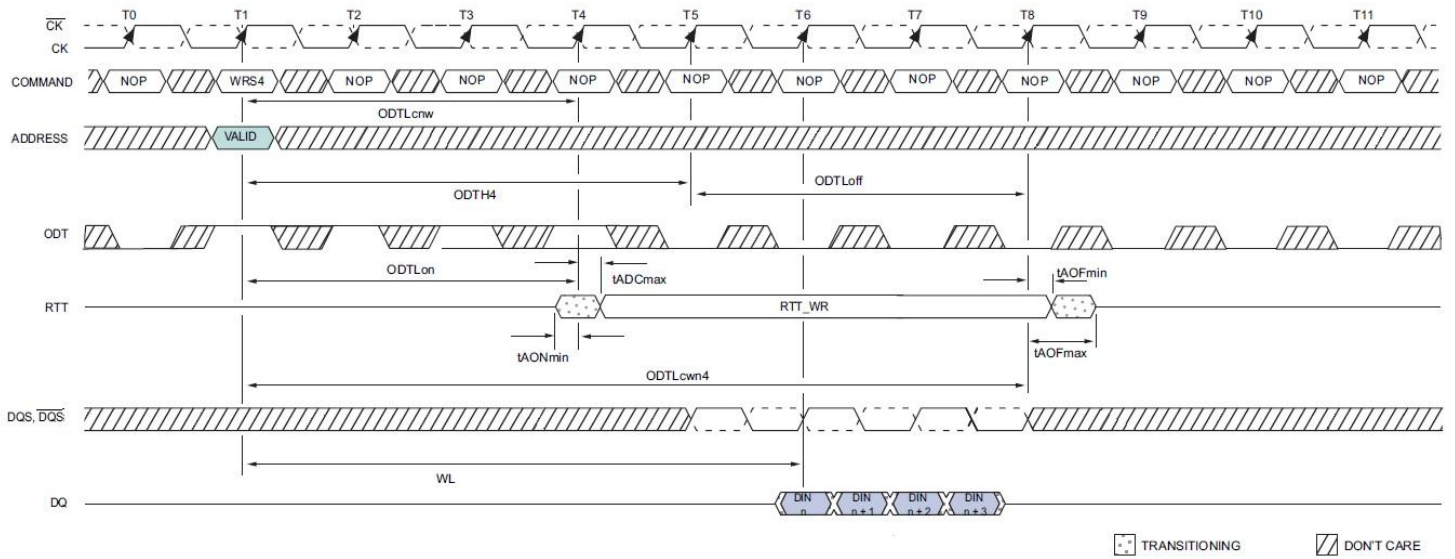 T0 T1 T2 T3 T4 T5 T6 T7 T8 T9 T10 T11
CK
CK
COMMAND NOP WRS4 NOP NOP NOP NOP NOP NOP NOP NOP NOP NOP
ODTLcnw
ADDRESS VALID
ODTH4 ODTLoff
ODT
ODTLon tADCmax tAOFmin
RTT RTT_WR
tAONmin tAOFmax
ODTLcwn4
DQS, DQS
WL
DQ DIN n DIN n + 1 DIN n + 2 DIN n + 3
TRANSITIONING DON'T CARE